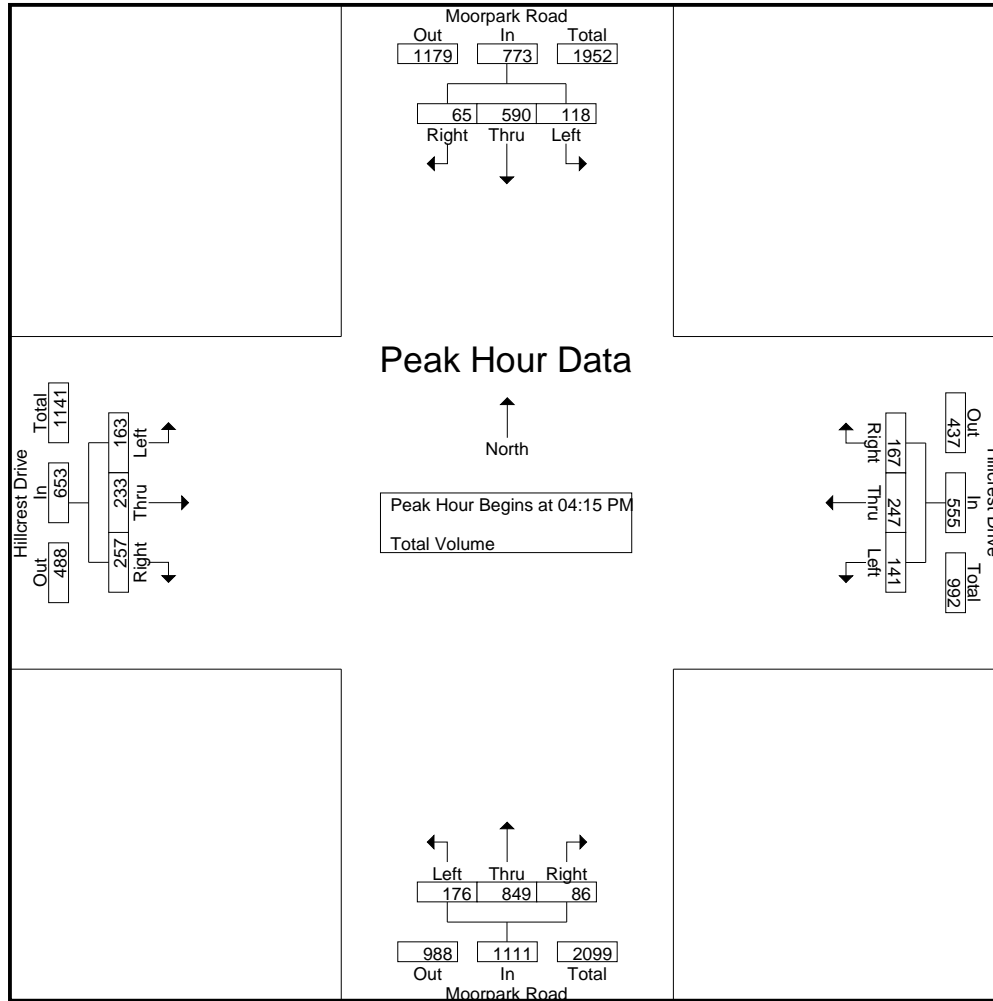 Moorpark Road
Out In Total
1179 773 1952
65 590 118
Right Thru Left
Peak Hour Data
North
Peak Hour Begins at 04:15 PM
Total Volume
Hillcrest Drive
Out In Total
488 653 1141
Left Thru Right
163 233 257
Hillcrest Drive
Out In Total
437 555 992
Right Thru Left
167 247 141
Left Thru Right
176 849 86
988 1111 2099
Out In Total
Moorpark Road